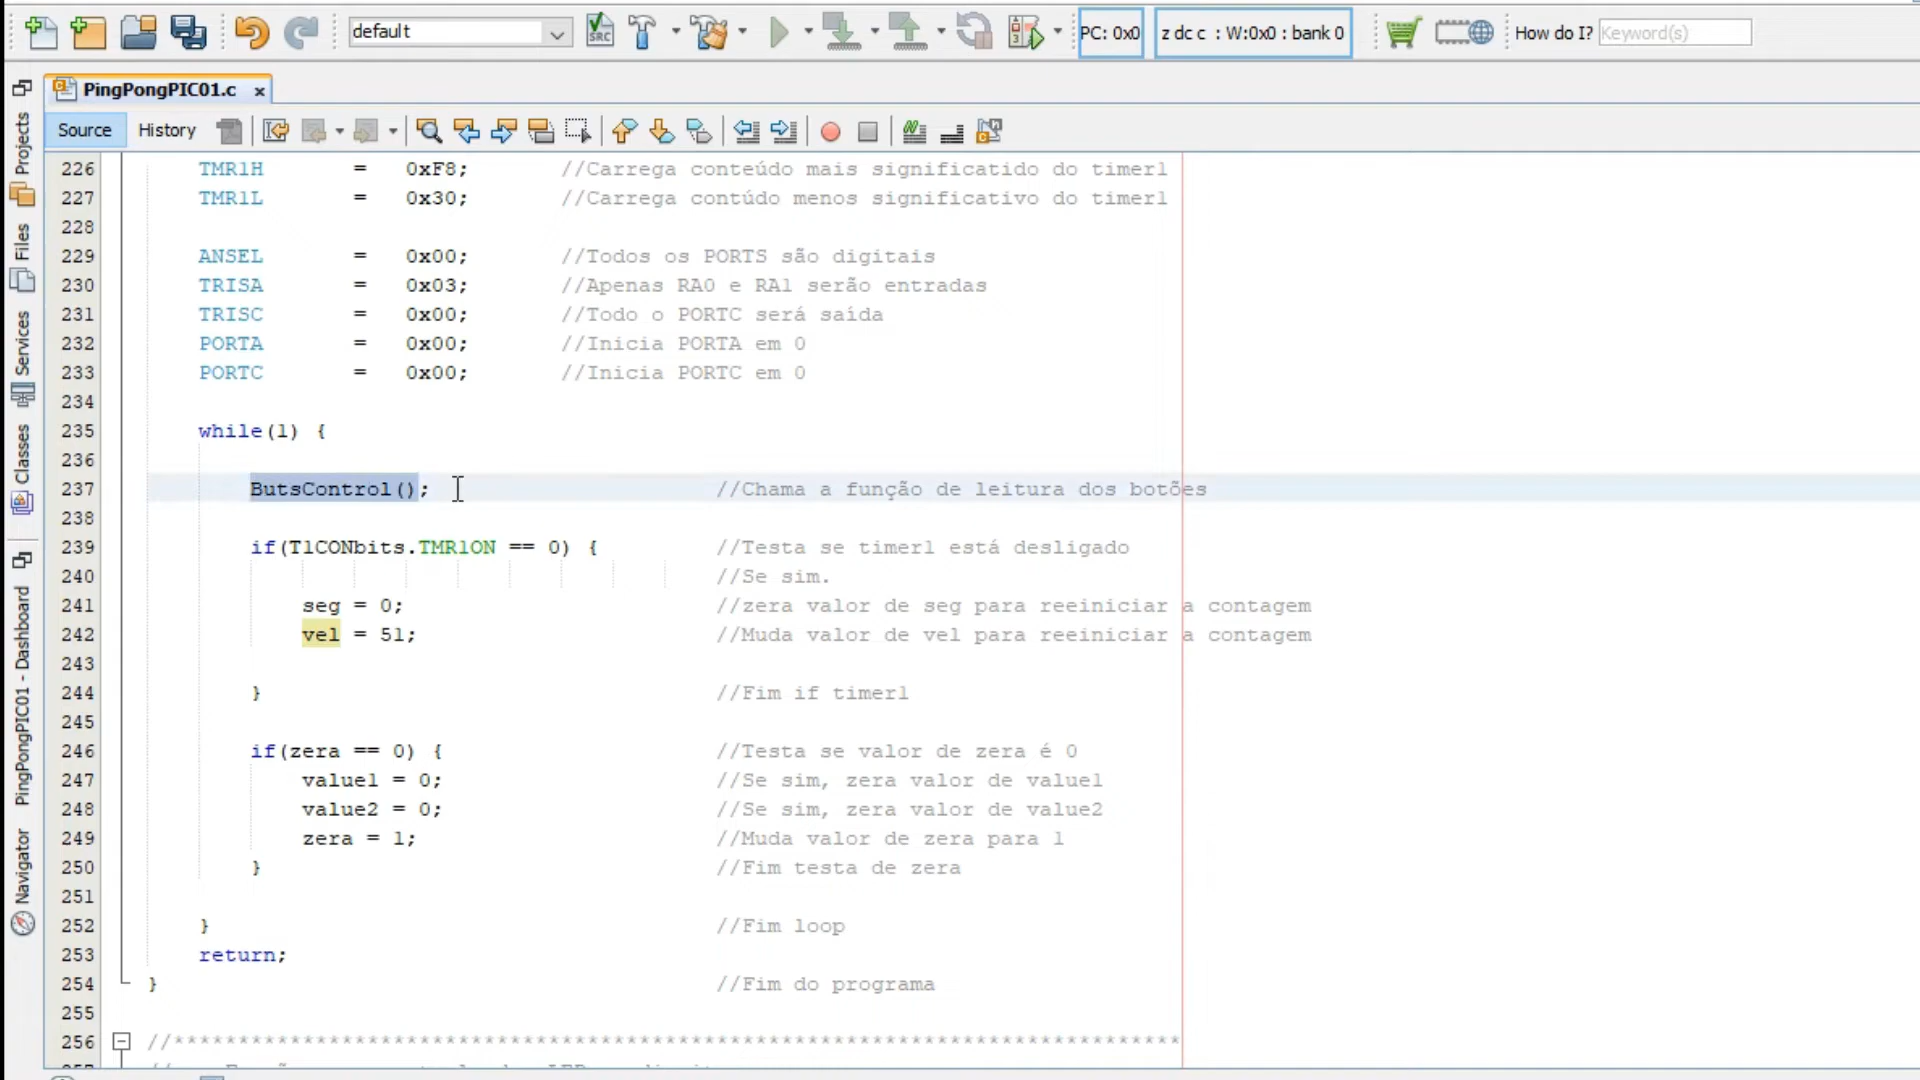 default
PC: 0x0
z dc c : W:0x0 : bank 0
How do I?
Keyword(s)
PingPongPIC01.c
Source
History
Projects
Files
Services
Classes
PingPongPIC01 - Dashboard
Navigator
226 TMR1H = 0xF8; //Carrega conteúdo mais significatido do timer1
227 TMR1L = 0x30; //Carrega contúdo menos significativo do timer1
228
229 ANSEL = 0x00; //Todos os PORTS são digitais
230 TRISA = 0x03; //Apenas RA0 e RA1 serão entradas
231 TRISC = 0x00; //Todo o PORTC será saída
232 PORTA = 0x00; //Inicia PORTA em 0
233 PORTC = 0x00; //Inicia PORTC em 0
234
235 while(1) {
236
237 ButsControl(); //Chama a função de leitura dos botões
238
239 if(T1CONbits.TMR1ON == 0) { //Testa se timer1 está desligado
240 //Se sim.
241 seg = 0; //zera valor de seg para reeiniciar a contagem
242 vel = 51; //Muda valor de vel para reeiniciar a contagem
243
244 } //Fim if timer1
245
246 if(zera == 0) { //Testa se valor de zera é 0
247 value1 = 0; //Se sim, zera valor de value1
248 value2 = 0; //Se sim, zera valor de value2
249 zera = 1; //Muda valor de zera para 1
250 } //Fim testa de zera
251
252 } //Fim loop
253 return;
254 } //Fim do programa
255
256 //******************************************************************************